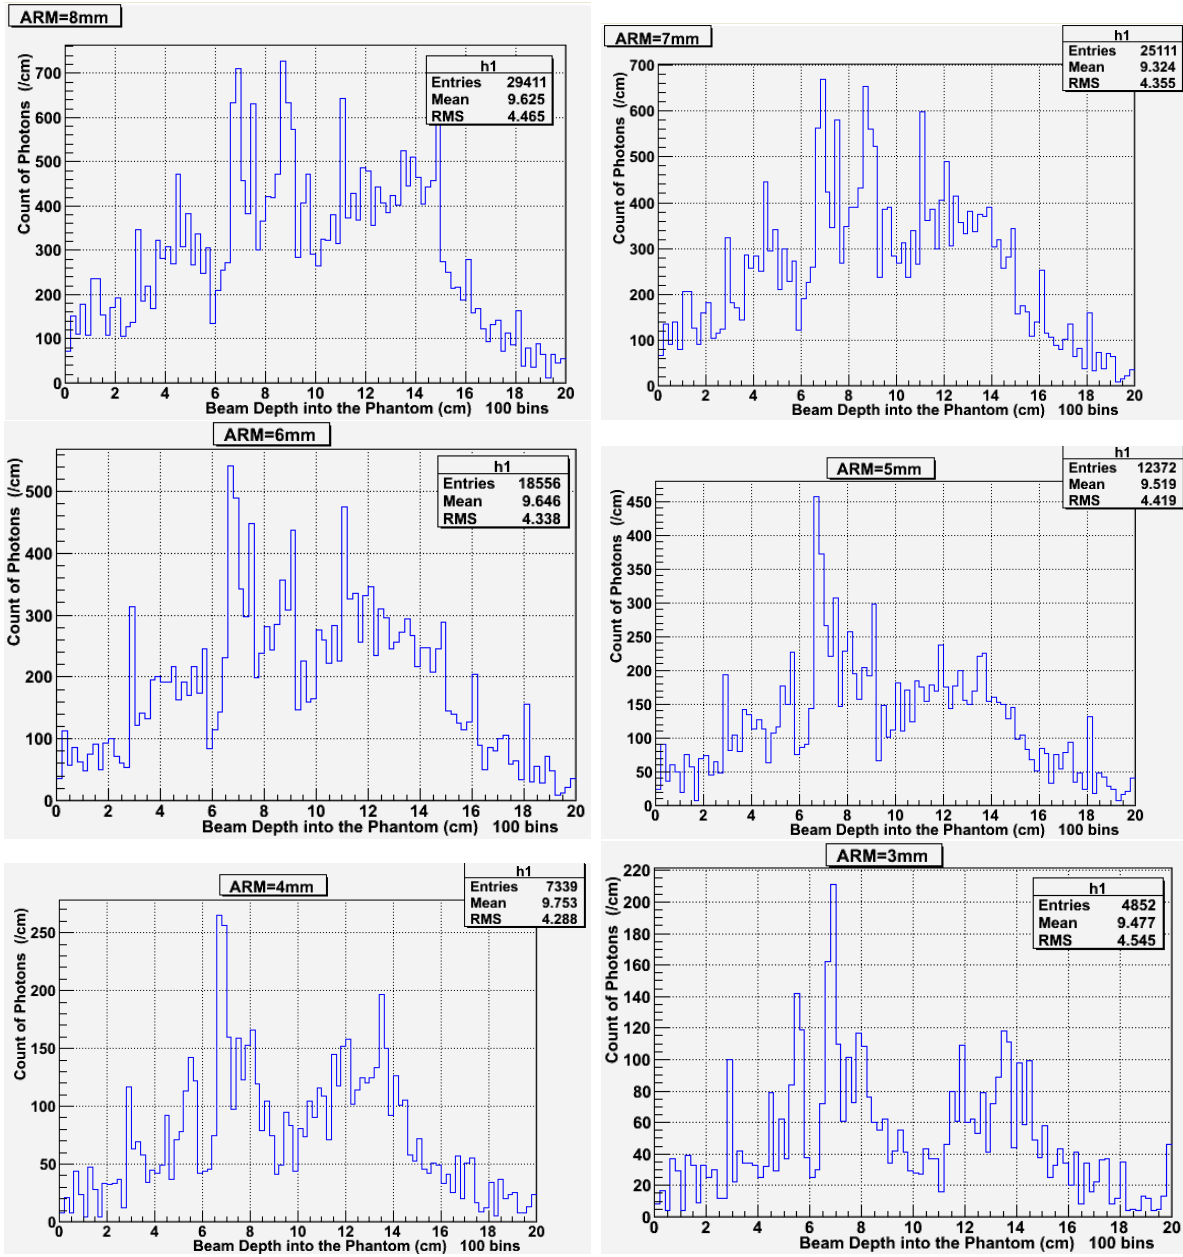 ARM=8mm
Count of Photons (/cm)
h1
Entries 29411
Mean 9.625
RMS 4.465
700
600
500
400
300
200
100
0
0 2 4 6 8 10 12 14 16 18 20
Beam Depth into the Phantom (cm) 100 bins
ARM=7mm
Count of Photons (/cm)
h1
Entries 25111
Mean 9.324
RMS 4.355
700
600
500
400
300
200
100
0
0 2 4 6 8 10 12 14 16 18 20
Beam Depth into the Phantom (cm) 100 bins
ARM=6mm
Count of Photons (/cm)
h1
Entries 18556
Mean 9.646
RMS 4.338
500
400
300
200
100
0
0 2 4 6 8 10 12 14 16 18 20
Beam Depth into the Phantom (cm) 100 bins
ARM=5mm
Count of Photons (/cm)
h1
Entries 12372
Mean 9.519
RMS 4.419
450
400
350
300
250
200
150
100
50
0
0 2 4 6 8 10 12 14 16 18 20
Beam Depth into the Phantom (cm) 100 bins
ARM=4mm
Count of Photons (/cm)
h1
Entries 7339
Mean 9.753
RMS 4.288
250
200
150
100
50
0
0 2 4 6 8 10 12 14 16 18 20
Beam Depth into the Phantom (cm) 100 bins
ARM=3mm
Count of Photons (/cm)
h1
Entries 4852
Mean 9.477
RMS 4.545
220
200
180
160
140
120
100
80
60
40
20
0
0 2 4 6 8 10 12 14 16 18 20
Beam Depth into the Phantom (cm) 100 bins